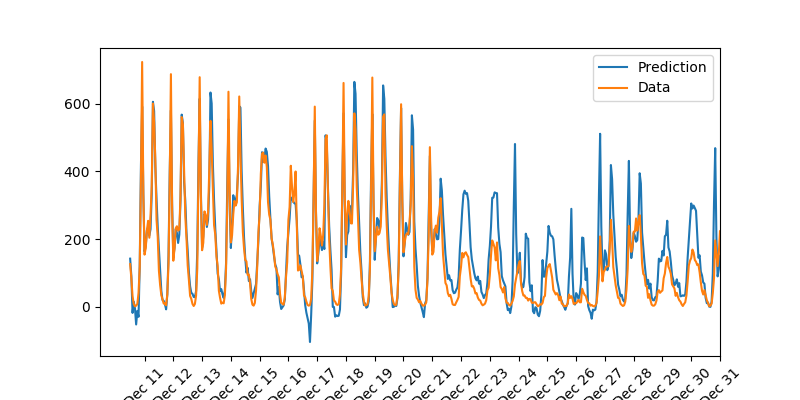 Prediction
Data
600
400
200
0
Dec 11
Dec 12
Dec 13
Dec 14
Dec 15
Dec 16
Dec 17
Dec 18
Dec 19
Dec 20
Dec 21
Dec 22
Dec 23
Dec 24
Dec 25
Dec 26
Dec 27
Dec 28
Dec 29
Dec 30
Dec 31